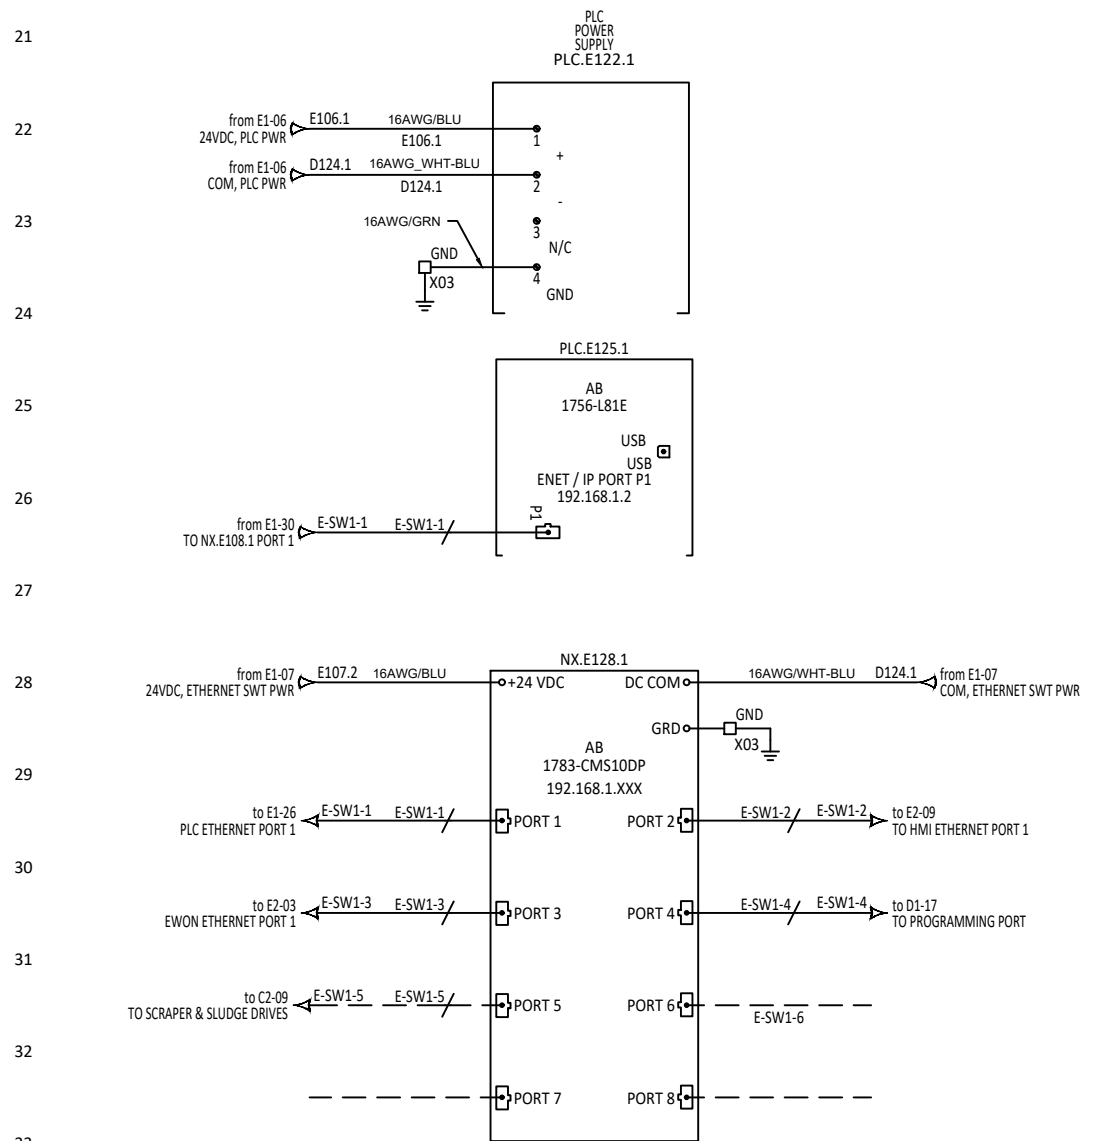 21
PLC
POWER
SUPPLY
PLC.E122.1
22
from E1-06
24VDC, PLC PWR
E106.1
16AWG/BLU
E106.1
1
+
from E1-06
COM, PLC PWR
D124.1
16AWG_WHT-BLU
D124.1
2
-
23
16AWG/GRN
3
N/C
GND
X03
4
GND
24
PLC.E125.1
25
AB
1756-L81E
USB
USB
ENET / IP PORT P1
192.168.1.2
26
P1
from E1-30
TO NX.E108.1 PORT 1
E-SW1-1
E-SW1-1
27
NX.E128.1
28
from E1-07
24VDC, ETHERNET SWT PWR
E107.2
16AWG/BLU
+24 VDC
DC COM
16AWG/WHT-BLU
D124.1
from E1-07
COM, ETHERNET SWT PWR
GRD
GND
X03
29
AB
1783-CMS10DP
192.168.1.XXX
to E1-26
PLC ETHERNET PORT 1
E-SW1-1
E-SW1-1
PORT 1
PORT 2
E-SW1-2
E-SW1-2
to E2-09
TO HMI ETHERNET PORT 1
30
to E2-03
EWON ETHERNET PORT 1
E-SW1-3
E-SW1-3
PORT 3
PORT 4
E-SW1-4
E-SW1-4
to D1-17
TO PROGRAMMING PORT
31
to C2-09
TO SCRAPER & SLUDGE DRIVES
E-SW1-5
E-SW1-5
PORT 5
PORT 6
E-SW1-6
32
PORT 7
PORT 8